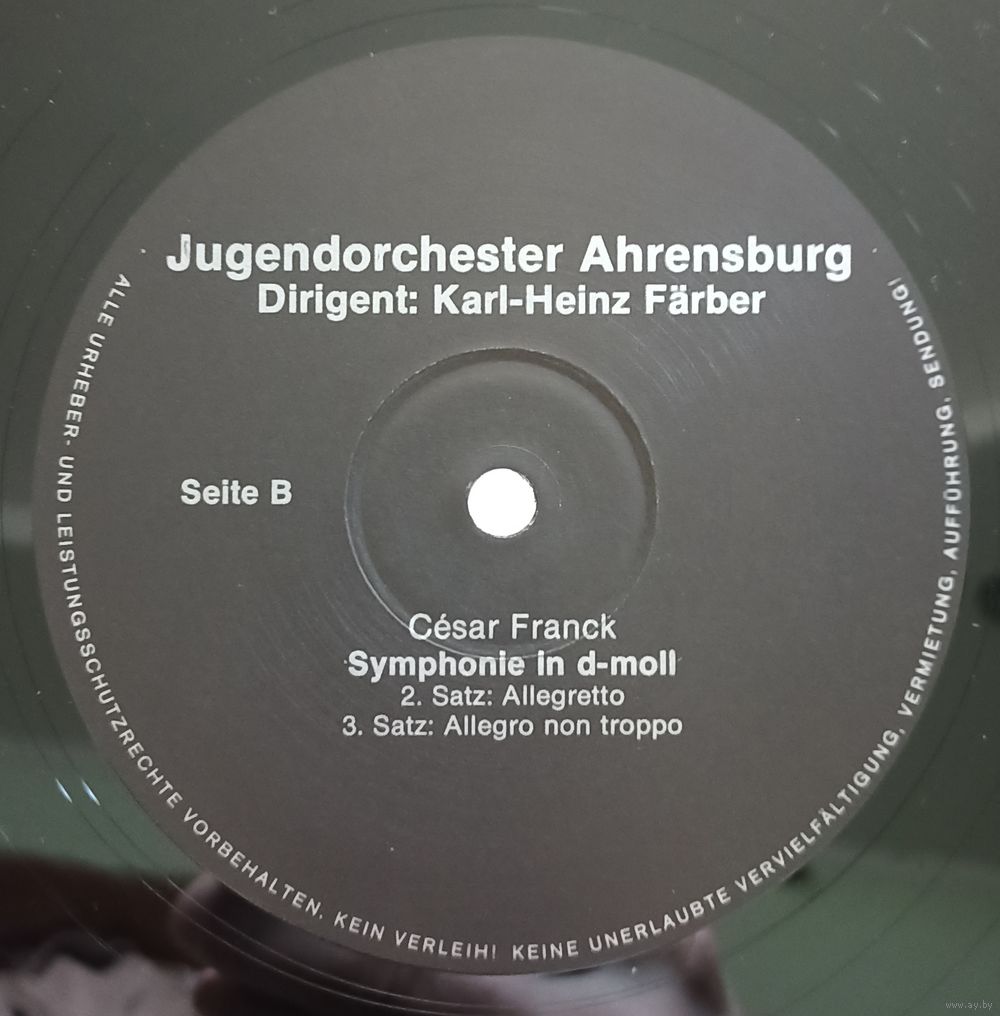 Jugendorchester Ahrensburg
Dirigent: Karl-Heinz Färber
Seite B
César Franck
Symphonie in d-moll
2. Satz: Allegretto
3. Satz: Allegro non troppo
ALLE URHEBER- UND LEISTUNGSSCHUTZRECHTE VORBEHALTEN. KEIN VERLEIH! KEINE UNERLAUBTE VERVIELFÄLTIGUNG, VERMIETUNG, AUFFÜHRUNG, SENDUNG!
www.ay.by